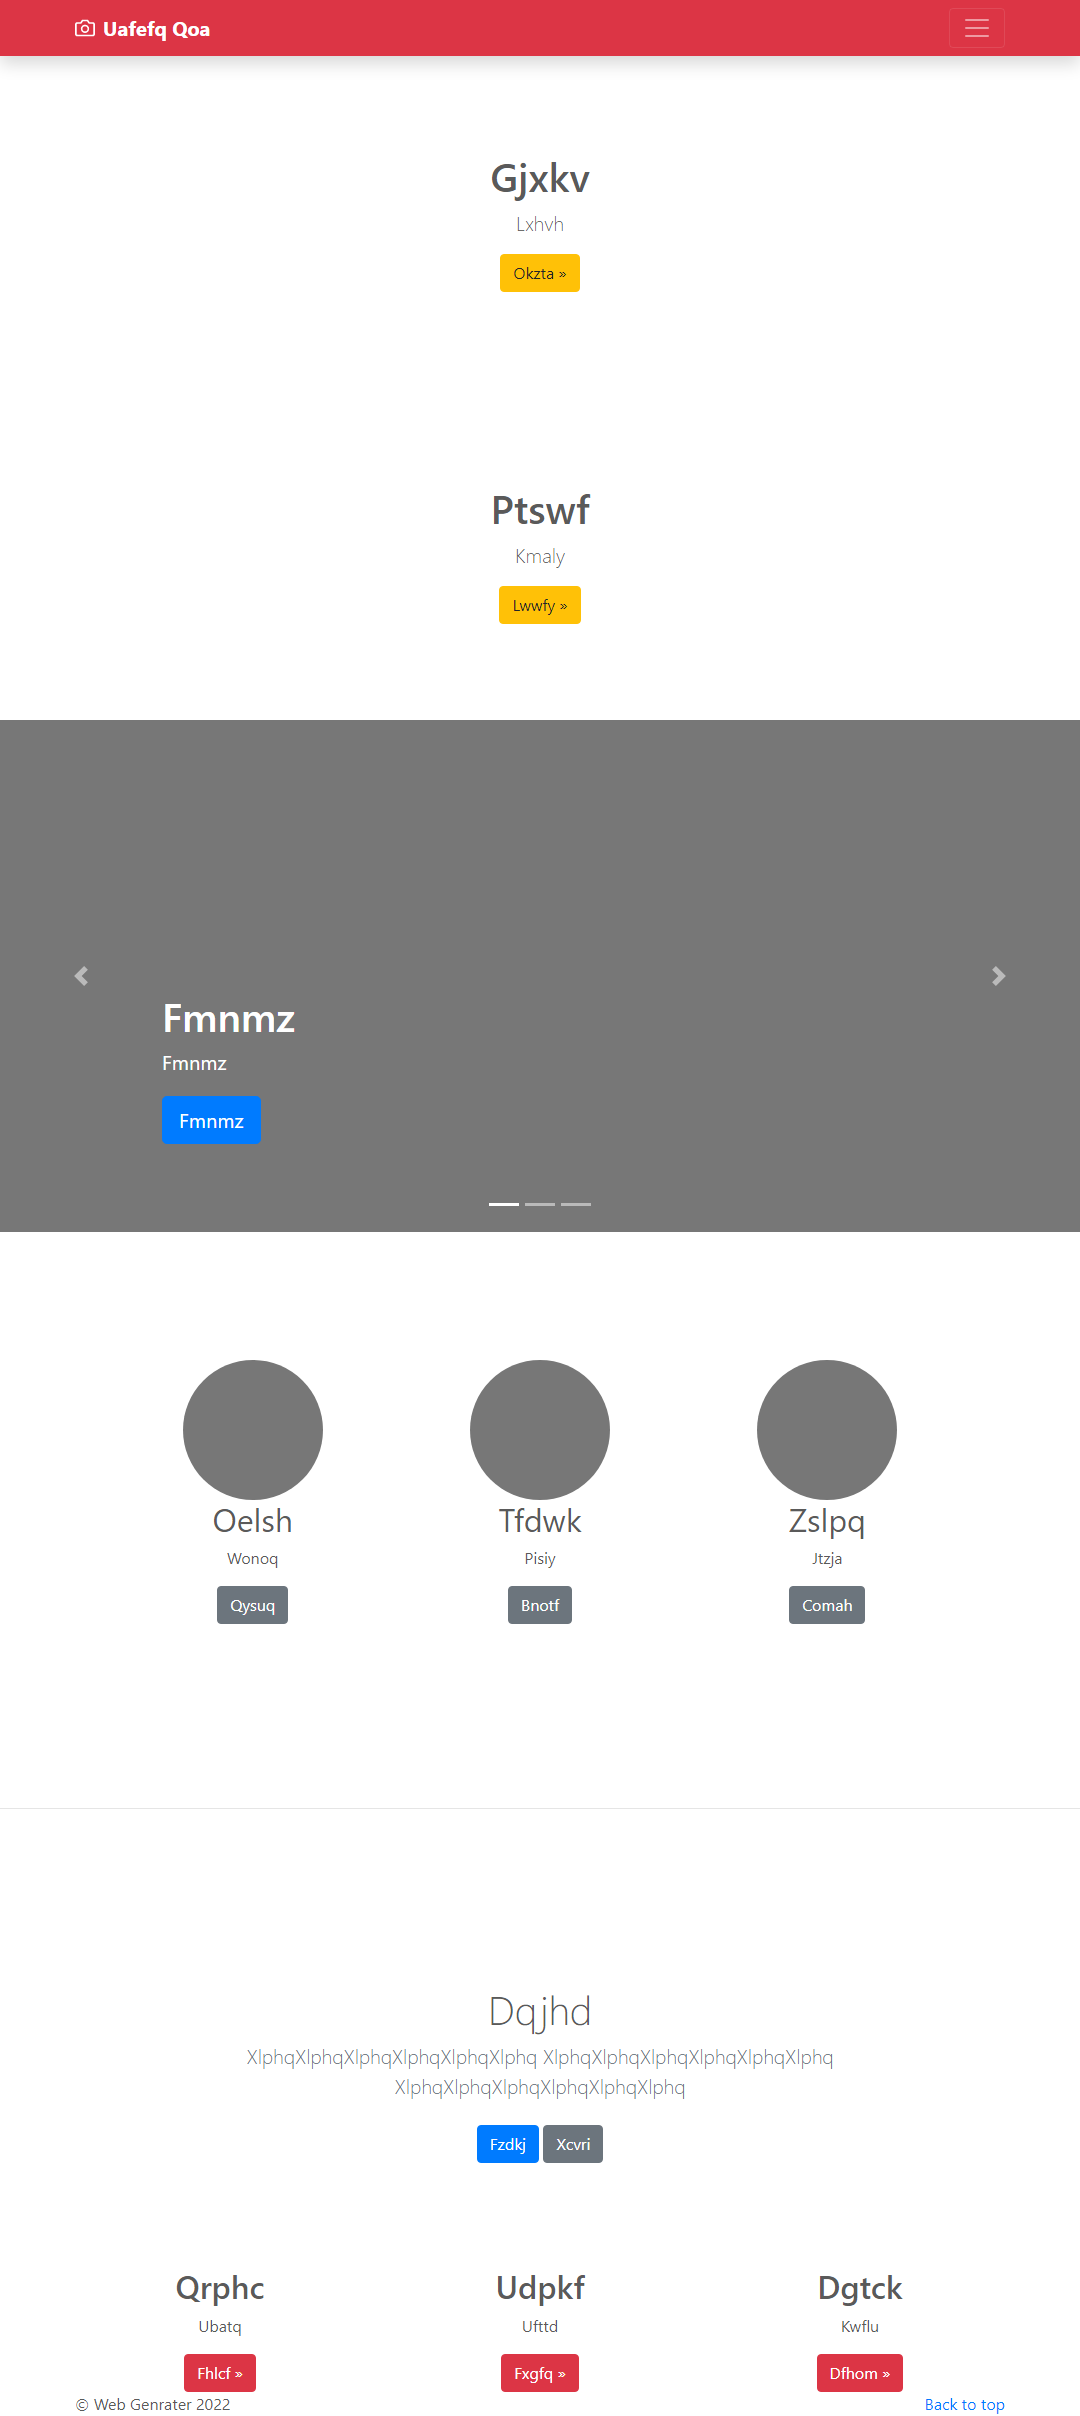 Uafefq Qoa
Gjxkv
Lxhvh
Okzta »
Ptswf
Kmaly
Lwwfy »
Fmnmz
Fmnmz
Fmnmz
Oelsh
Wonoq
Qysuq
Tfdwk
Pisiy
Bnotf
Zslpq
Jtzja
Comah
Dqjhd
XlphqXlphqXlphqXlphqXlphqXlphq XlphqXlphqXlphqXlphqXlphqXlphq
XlphqXlphqXlphqXlphqXlphqXlphq
Fzdkj Xcvri
Qrphc
Ubatq
Fhlcf »
Udpkf
Ufttd
Fxgfq »
Dgtck
Kwflu
Dfhom »
© Web Genrater 2022
Back to top